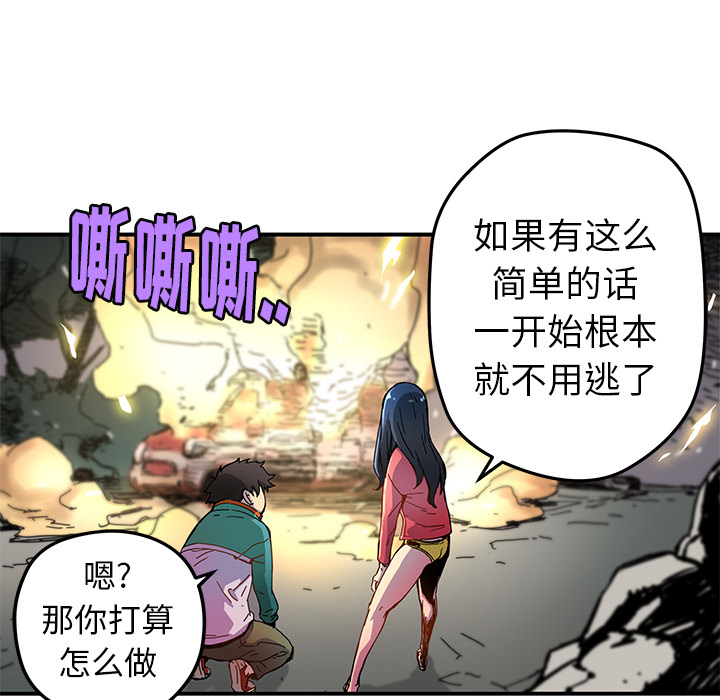 嘶嘶嘶..
如果有这么
简单的话
一开始根本
就不用逃了
嗯?
那你打算
怎么做